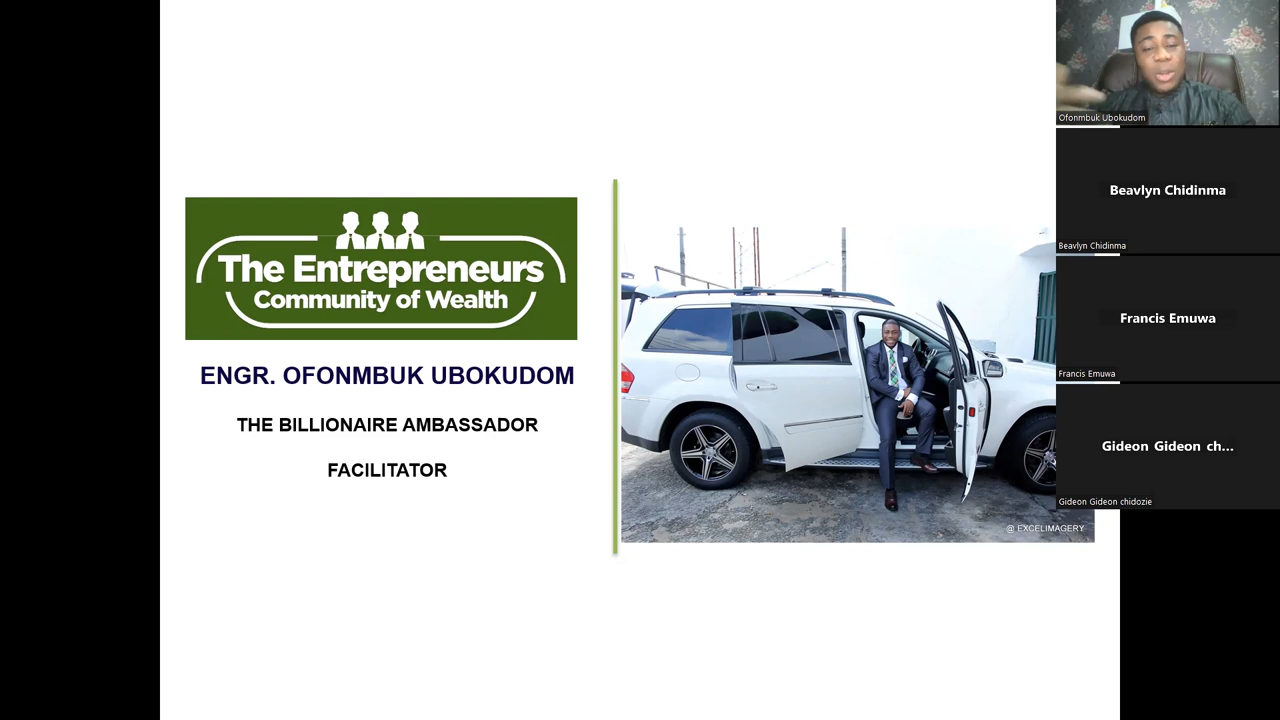 The Entrepreneurs
Community of Wealth
ENGR. OFONMBUK UBOKUDOM
THE BILLIONAIRE AMBASSADOR
FACILITATOR
@ EXCELIMAGERY
Ofonmbuk Ubokudom
Beavlyn Chidinma
Beavlyn Chidinma
Francis Emuwa
Francis Emuwa
Gideon Gideon ch...
Gideon Gideon chidozie